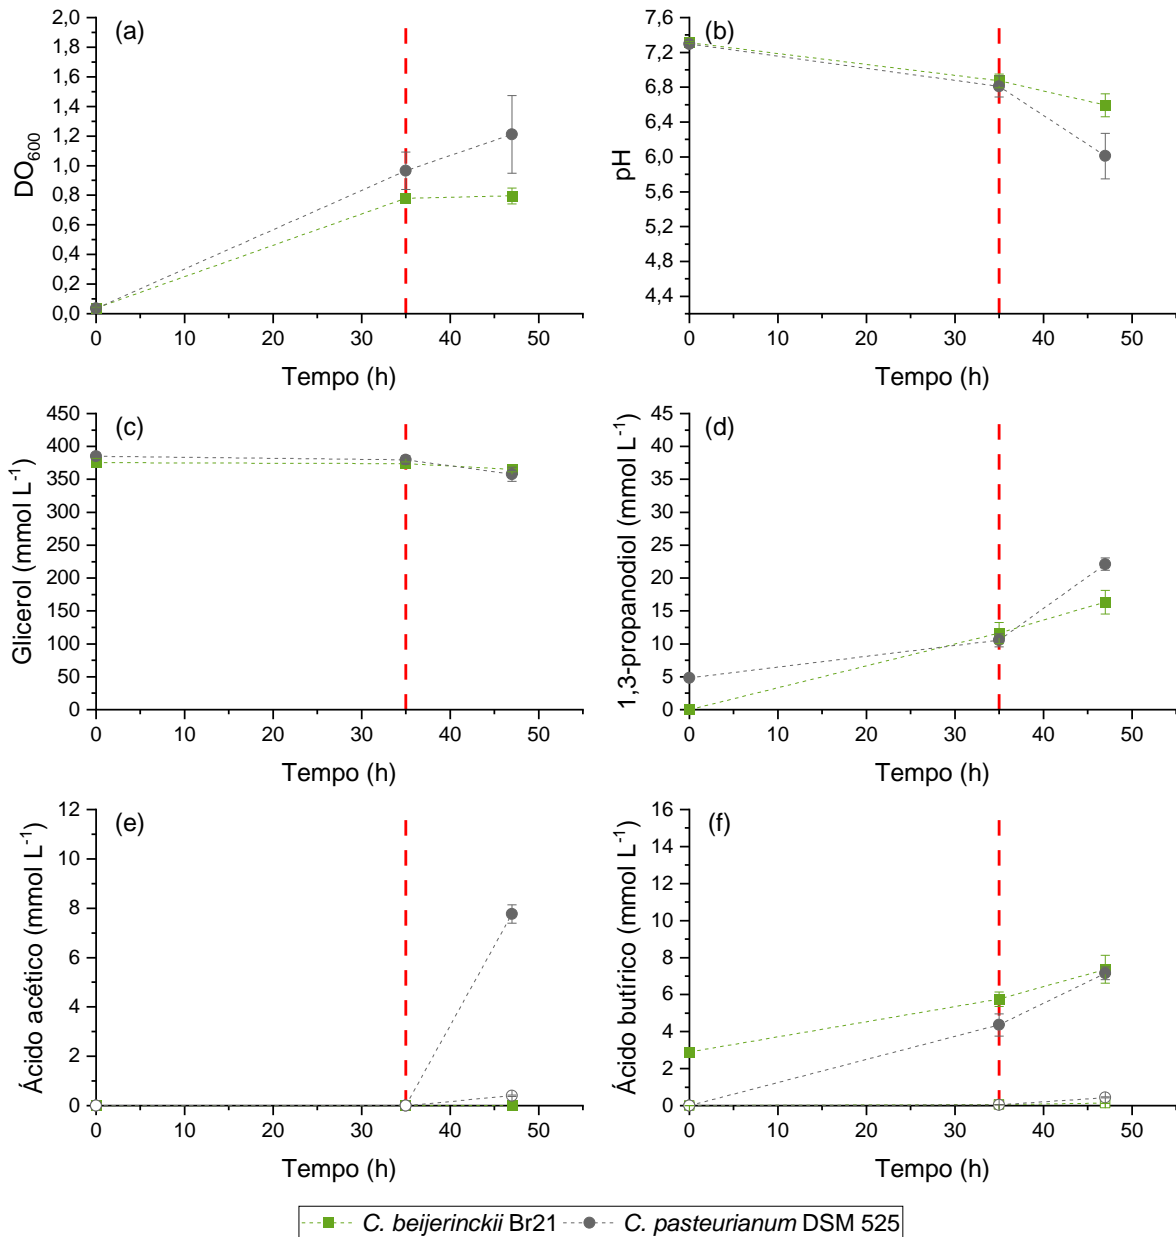 (a)
DO600
2,0
1,8
1,6
1,4
1,2
1,0
0,8
0,6
0,4
0,2
0,0
0 10 20 30 40 50
Tempo (h)
(b)
pH
7,6
7,2
6,8
6,4
6,0
5,6
5,2
4,8
4,4
0 10 20 30 40 50
Tempo (h)
(c)
Glicerol (mmol L-1)
450
400
350
300
250
200
150
100
50
0
0 10 20 30 40 50
Tempo (h)
(d)
1,3-propanodiol (mmol L-1)
45
40
35
30
25
20
15
10
5
0
0 10 20 30 40 50
Tempo (h)
(e)
Ácido acético (mmol L-1)
12
10
8
6
4
2
0
0 10 20 30 40 50
Tempo (h)
(f)
Ácido butírico (mmol L-1)
16
14
12
10
8
6
4
2
0
0 10 20 30 40 50
Tempo (h)
C. beijerinckii Br21 C. pasteurianum DSM 525